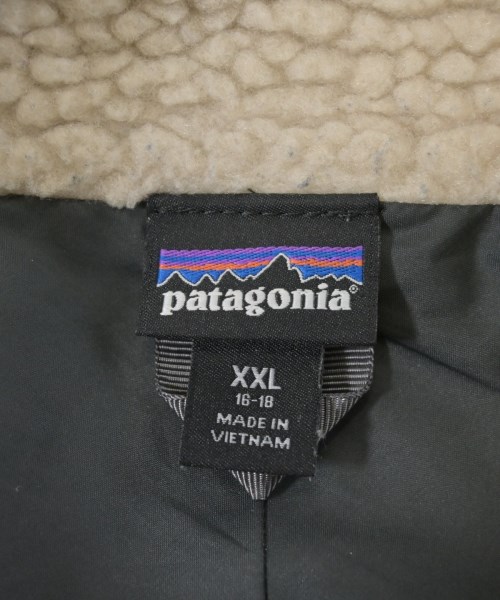 patagonia®
XXL
16-18
MADE IN
VIETNAM